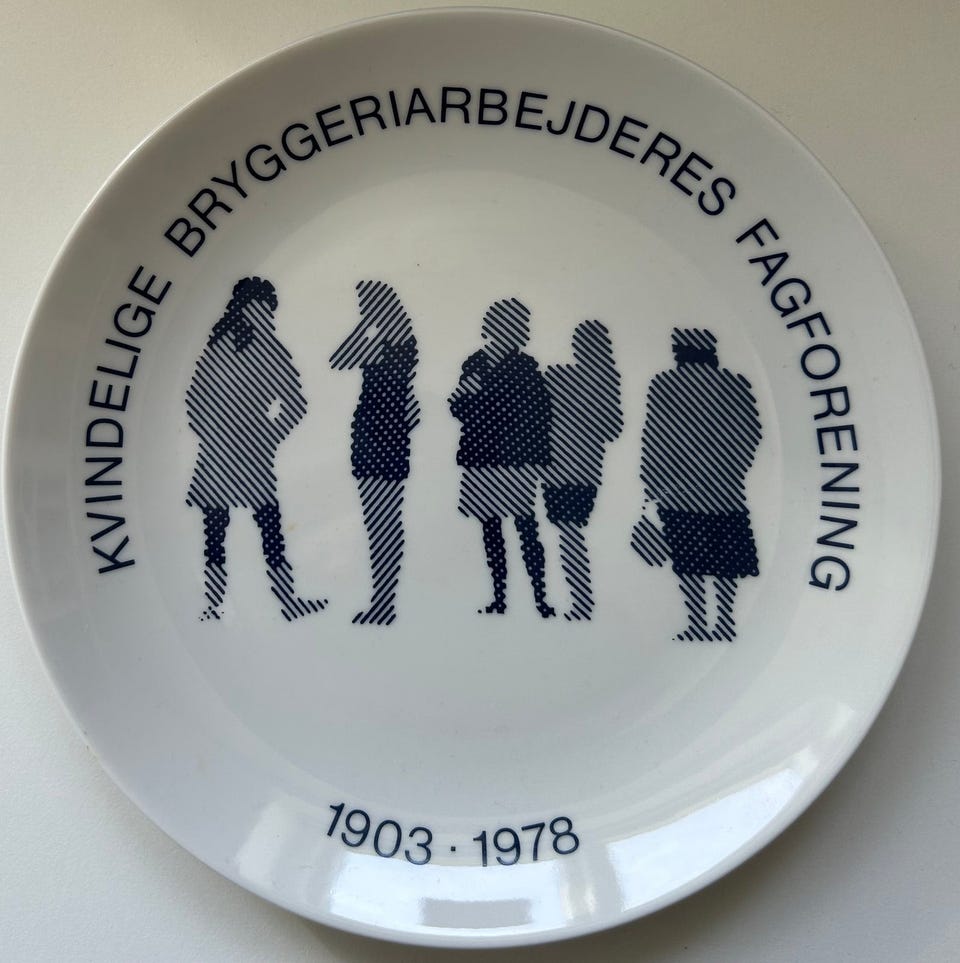 KVINDELIGE BRYGGERIARBEJDERES FAGFORENING
1903 · 1978